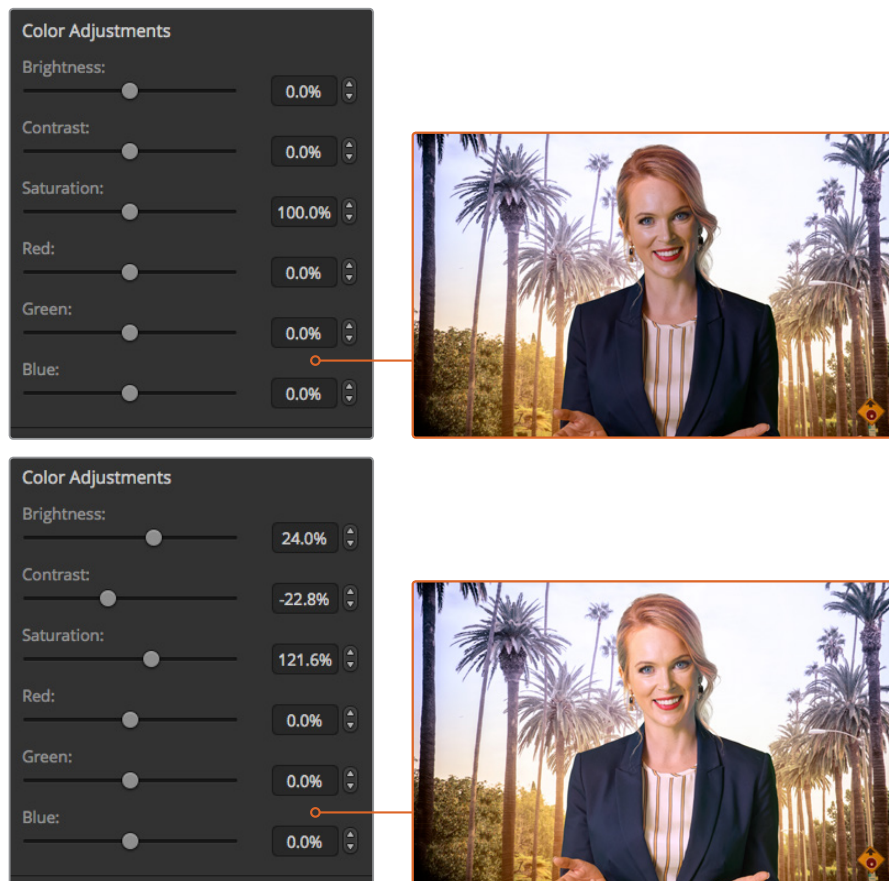 Color Adjustments
Brightness:
0.0%
Contrast:
0.0%
Saturation:
100.0%
Red:
0.0%
Green:
0.0%
Blue:
0.0%
Color Adjustments
Brightness:
24.0%
Contrast:
-22.8%
Saturation:
121.6%
Red:
0.0%
Green:
0.0%
Blue:
0.0%